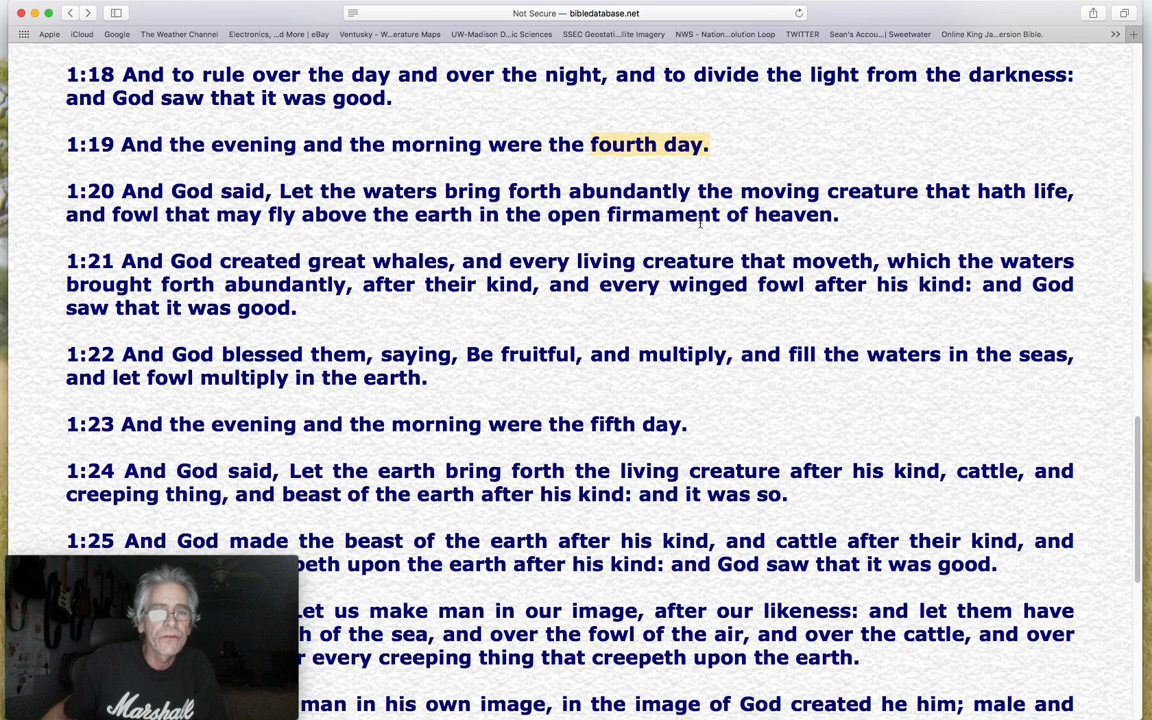 Not Secure — bibledatabase.net
Apple iCloud Google The Weather Channel Electronics, ...d More | eBay Ventusky - W...erature Maps UW-Madison D...ic Sciences SSEC Geostati...llite Imagery NWS - Nation...olution Loop TWITTER Sean's Accou... | Sweetwater Online King Ja...ersion Bible. >>
1:18 And to rule over the day and over the night, and to divide the light from the darkness:
and God saw that it was good.
1:19 And the evening and the morning were the fourth day.
1:20 And God said, Let the waters bring forth abundantly the moving creature that hath life,
and fowl that may fly above the earth in the open firmament of heaven.
1:21 And God created great whales, and every living creature that moveth, which the waters
brought forth abundantly, after their kind, and every winged fowl after his kind: and God
saw that it was good.
1:22 And God blessed them, saying, Be fruitful, and multiply, and fill the waters in the seas,
and let fowl multiply in the earth.
1:23 And the evening and the morning were the fifth day.
1:24 And God said, Let the earth bring forth the living creature after his kind, cattle, and
creeping thing, and beast of the earth after his kind: and it was so.
1:25 And God made the beast of the earth after his kind, and cattle after their kind, and
peth upon the earth after his kind: and God saw that it was good.
Let us make man in our image, after our likeness: and let them have
h of the sea, and over the fowl of the air, and over the cattle, and over
r every creeping thing that creepeth upon the earth.
man in his own image, in the image of God created he him; male and
Marshall